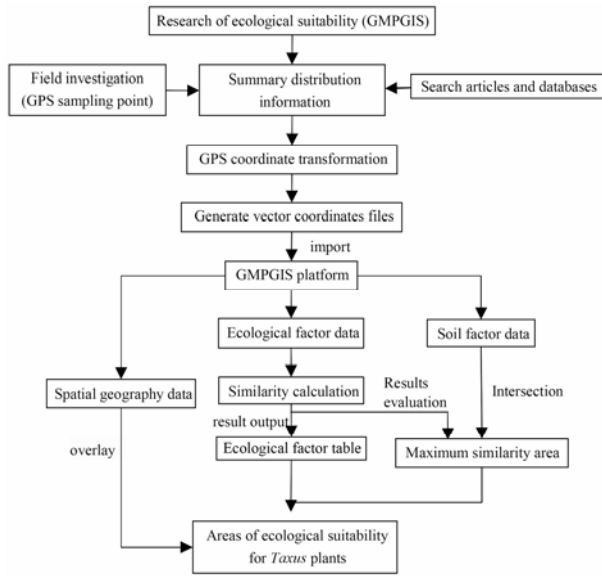 Research of ecological suitability (GMPGIS)
Field investigation
(GPS sampling point)
Summary distribution
information
Search articles and databases
GPS coordinate transformation
Generate vector coordinates files
import
GMPGIS platform
Ecological factor data
Soil factor data
Spatial geography data
Similarity calculation
Results
evaluation
Intersection
result output
overlay
Ecological factor table
Maximum similarity area
Areas of ecological suitability
for Taxus plants